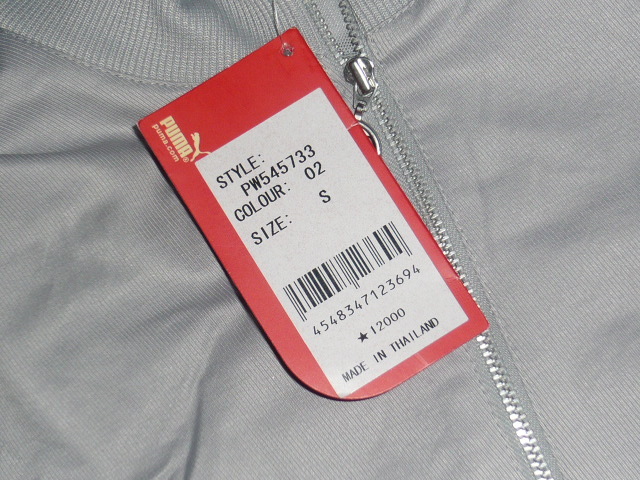 PUMA®
puma.com
STYLE:
PW545733
COLOUR: 02
SIZE: S
4548347123694
★12000
MADE IN THAILAND